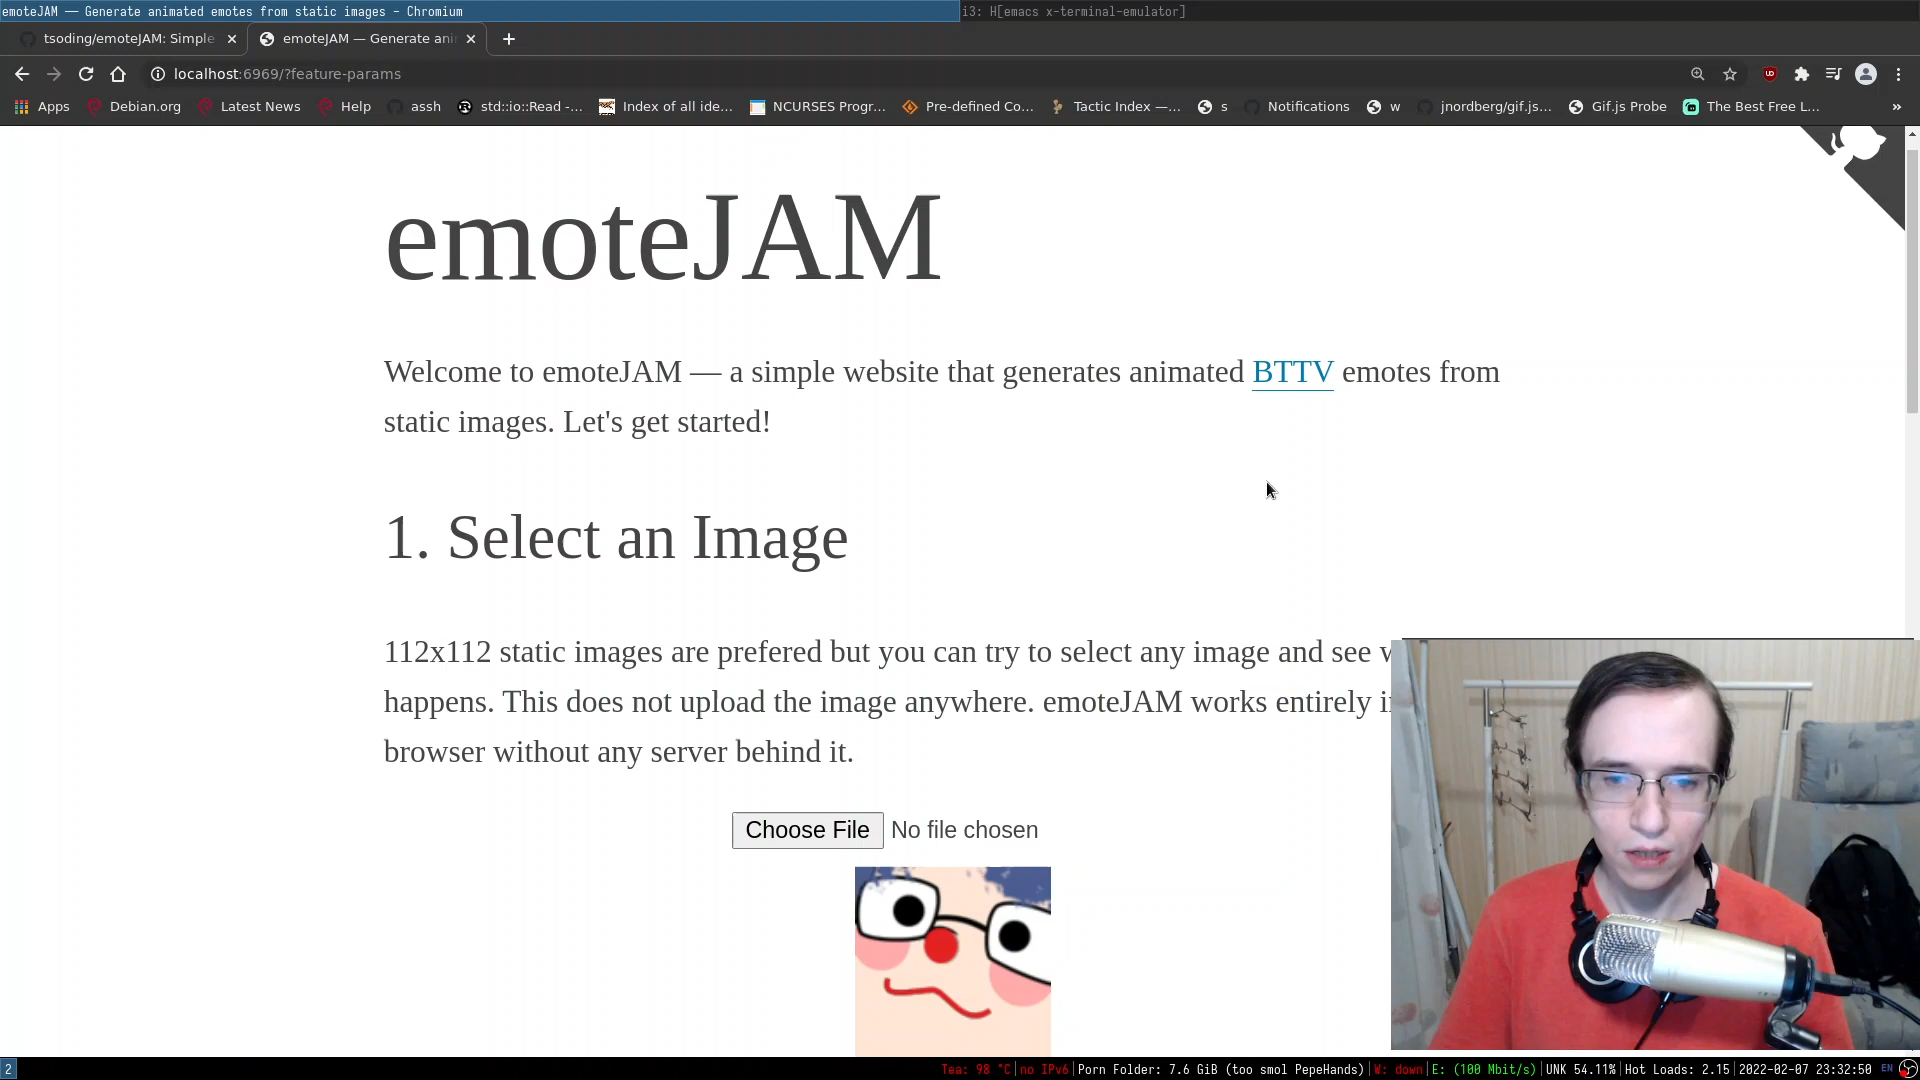 emoteJAM — Generate animated emotes from static images - Chromium
i3: H[emacs x-terminal-emulator]
tsoding/emoteJAM: Simple
emoteJAM — Generate ani
localhost:6969/?feature-params
Apps
Debian.org
Latest News
Help
assh
std::io::Read -...
Index of all ide...
NCURSES Progr...
Pre-defined Co...
Tactic Index —...
s
Notifications
w
jnordberg/gif.js...
Gif.js Probe
The Best Free L...
»
emoteJAM
Welcome to emoteJAM — a simple website that generates animated BTTV emotes from
static images. Let's get started!
1. Select an Image
112x112 static images are prefered but you can try to select any image and see
happens. This does not upload the image anywhere. emoteJAM works entirely
browser without any server behind it.
Choose File No file chosen
2
Tea: 98 °C|no IPv6|Porn Folder: 7.6 GiB (too smol PepeHands)|W: down|E: (100 Mbit/s)|UNK 54.11%|Hot Loads: 2.15|2022-02-07 23:32:50 EN